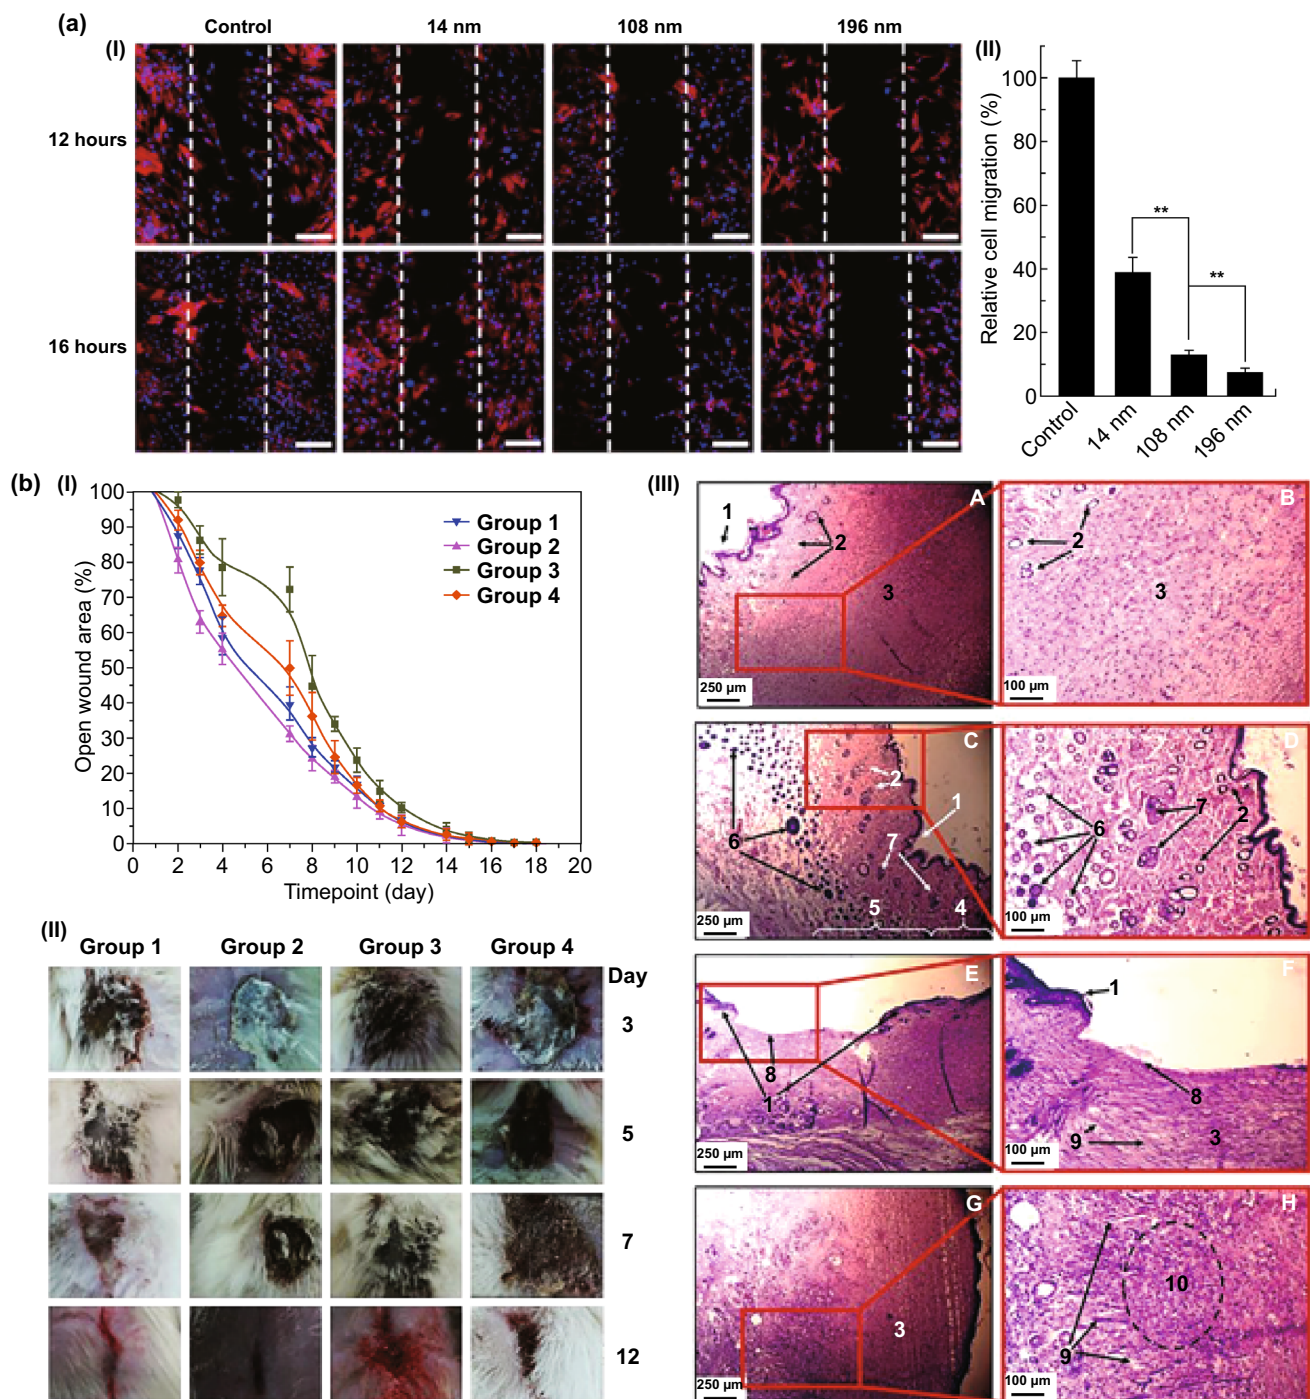 (a)
(I)
Control 14 nm 108 nm 196 nm
12 hours
16 hours
(II)
Relative cell migration (%)
100
80
60
40
20
0
**
**
Control 14 nm 108 nm 196 nm
(b) (I)
Open wound area (%)
100
90
80
70
60
50
40
30
20
10
0
0 2 4 6 8 10 12 14 16 18 20
Timepoint (day)
Group 1
Group 2
Group 3
Group 4
(II)
Group 1 Group 2 Group 3 Group 4
Day
3
5
7
12
(III)
A
1
2
3
250 µm
B
2
3
100 µm
C
2
1
6
7
5 4
250 µm
D
7
2
6
100 µm
E
8
1
250 µm
F
1
8
9
3
100 µm
G
3
250 µm
H
10
9
100 µm